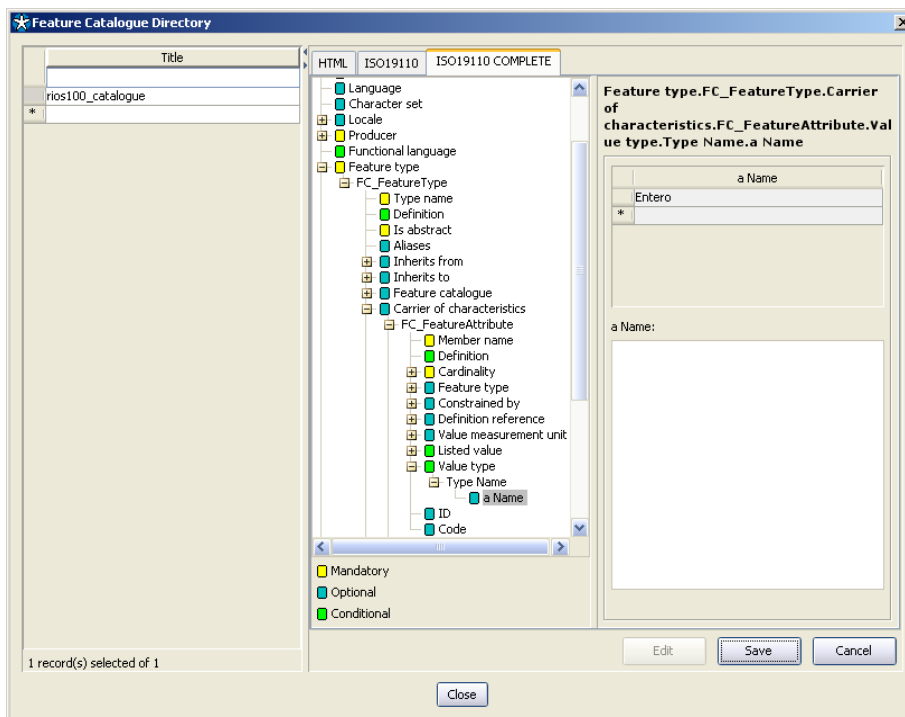 Feature Catalogue Directory
Title
rios100_catalogue
*
1 record(s) selected of 1
HTML ISO19110 ISO19110 COMPLETE
Language
Character set
Locale
Producer
Functional language
Feature type
FC_FeatureType
Type name
Definition
Is abstract
Aliases
Inherits from
Inherits to
Feature catalogue
Carrier of characteristics
FC_FeatureAttribute
Member name
Definition
Cardinality
Feature type
Constrained by
Definition reference
Value measurement unit
Listed value
Value type
Type Name
a Name
ID
Code
Mandatory
Optional
Conditional
Feature type.FC_FeatureType.Carrier
of
characteristics.FC_FeatureAttribute.Val
ue type.Type Name.a Name
a Name
Entero
*
a Name:
Edit Save Cancel
Close